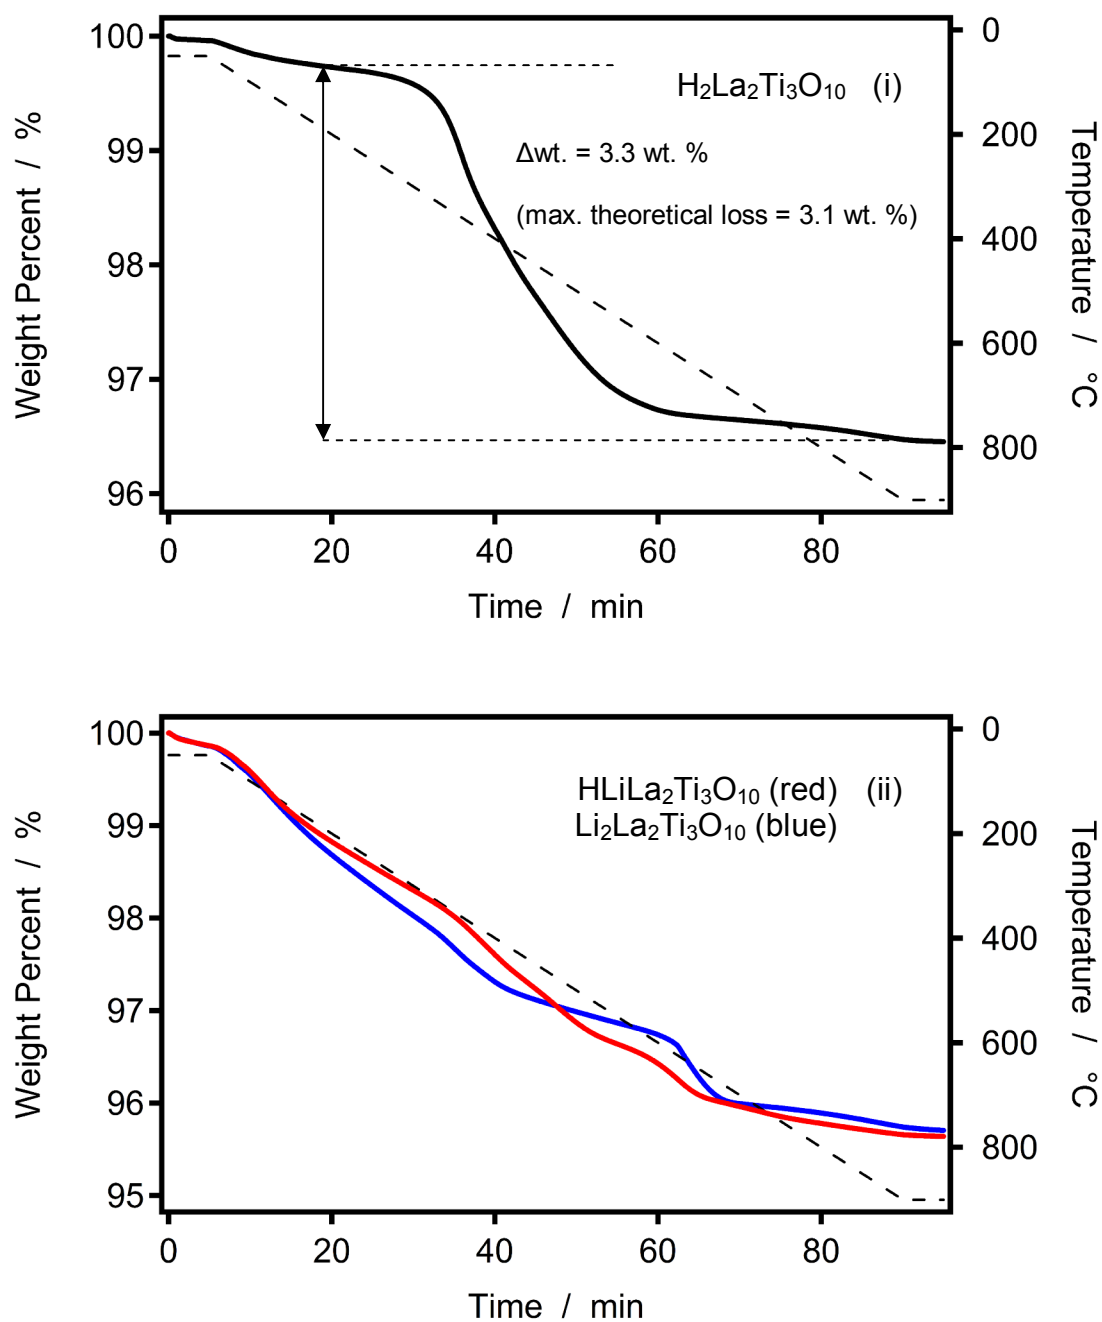 H₂La₂Ti₃O₁₀ (i)
Δwt. = 3.3 wt. %
(max. theoretical loss = 3.1 wt. %)
Weight Percent / %
100
99
98
97
96
0
200
400
600
800
Temperature / °C
0 20 40 60 80
Time / min
HLiLa₂Ti₃O₁₀ (red) (ii)
Li₂La₂Ti₃O₁₀ (blue)
Weight Percent / %
100
99
98
97
96
95
0
200
400
600
800
Temperature / °C
0 20 40 60 80
Time / min